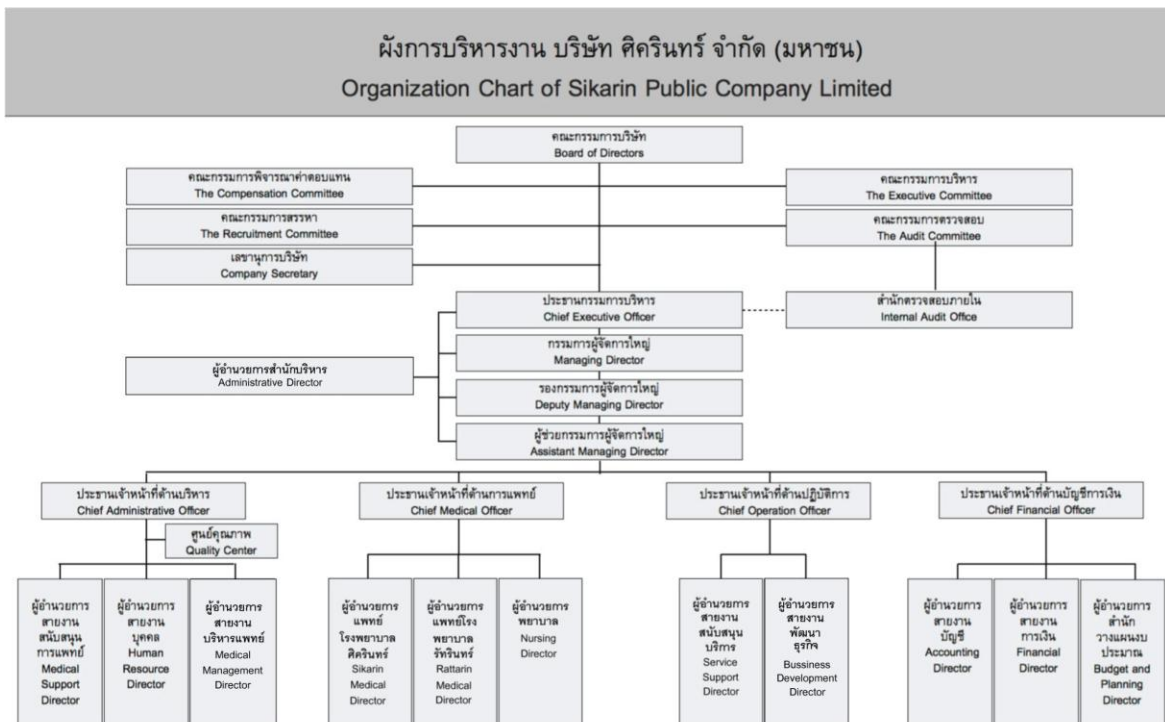 ผังการบริหารงาน บริษัท ศิครินทร์ จำกัด (มหาชน)
Organization Chart of Sikarin Public Company Limited
คณะกรรมการบริษัท
Board of Directors
คณะกรรมการพิจารณาค่าตอบแทน
The Compensation Committee
คณะกรรมการบริหาร
The Executive Committee
คณะกรรมการสรรหา
The Recruitment Committee
คณะกรรมการตรวจสอบ
The Audit Committee
เลขานุการบริษัท
Company Secretary
ประธานกรรมการบริหาร
Chief Executive Officer
สำนักตรวจสอบภายใน
Internal Audit Offce
กรรมการผู้จัดการใหญ่
Managing Director
ผู้อำนวยการสำนักบริหาร
Administrative Director
รองกรรมการผู้จัดการใหญ่
Deputy Managing Director
ผู้ช่วยกรรมการผู้จัดการใหญ่
Assistant Managing Director
ประธานเจ้าหน้าที่ด้านบริหาร
Chief Administrative Officer
ประธานเจ้าหน้าที่ด้านการแพทย์
Chief Medical Officer
ประธานเจ้าหน้าที่ด้านปฏิบัติการ
Chief Operation Officer
ประธานเจ้าหน้าที่ด้านบัญชีการเงิน
Chief Financial Officer
ศูนย์คุณภาพ
Quality Center
ผู้อำนวยการ
สายงาน
สนับสนุน
การแพทย์
Medical
Support
Director
ผู้อำนวยการ
สายงาน
บุคคล
Human
Resource
Director
ผู้อำนวยการ
สายงาน
บริหารแพทย์
Medical
Management
Director
ผู้อำนวยการ
แพทย์
โรงพยาบาล
ศิครินทร์
Sikarin
Medical
Director
ผู้อำนวยการ
แพทย์โรง
พยาบาล
รัทรินทร์
Rattarin
Medical
Director
ผู้อำนวยการ
พยาบาล
Nursing
Director
ผู้อำนวยการ
สายงาน
สนับสนุน
บริการ
Service
Support
Director
ผู้อำนวยการ
สายงาน
พัฒนา
ธุรกิจ
Bussiness
Development
Director
ผู้อำนวยการ
สายงาน
บัญชี
Accounting
Director
ผู้อำนวยการ
สายงาน
การเงิน
Financial
Director
ผู้อำนวยการ
สำนัก
วางแผนงบ
ประมาณ
Budget and
Planning
Director